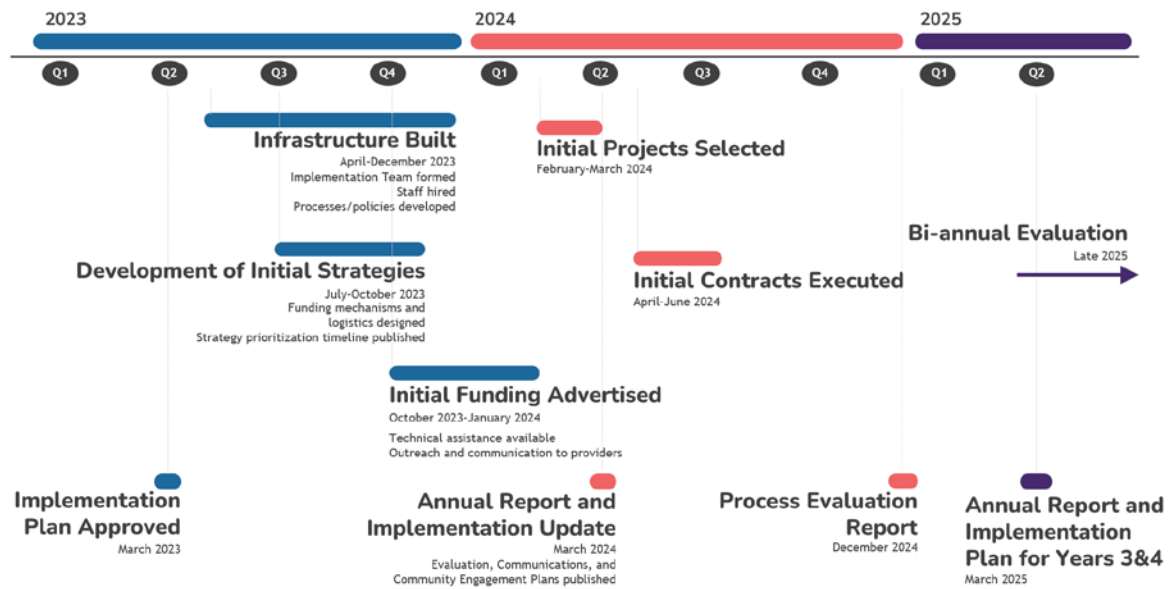 2023
2024
2025
Q1
Q2
Q3
Q4
Q1
Q2
Q3
Q4
Q1
Q2
Infrastructure Built
April-December 2023
Implementation Team formed
Staff hired
Processes/policies developed
Initial Projects Selected
February-March 2024
Development of Initial Strategies
July-October 2023
Funding mechanisms and
logistics designed
Strategy prioritization timeline published
Initial Contracts Executed
April-June 2024
Bi-annual Evaluation
Late 2025
Initial Funding Advertised
October 2023-January 2024
Technical assistance available
Outreach and communication to providers
Implementation
Plan Approved
March 2023
Annual Report and
Implementation Update
March 2024
Evaluation, Communications, and
Community Engagement Plans published
Process Evaluation
Report
December 2024
Annual Report and
Implementation
Plan for Years 3&4
March 2025